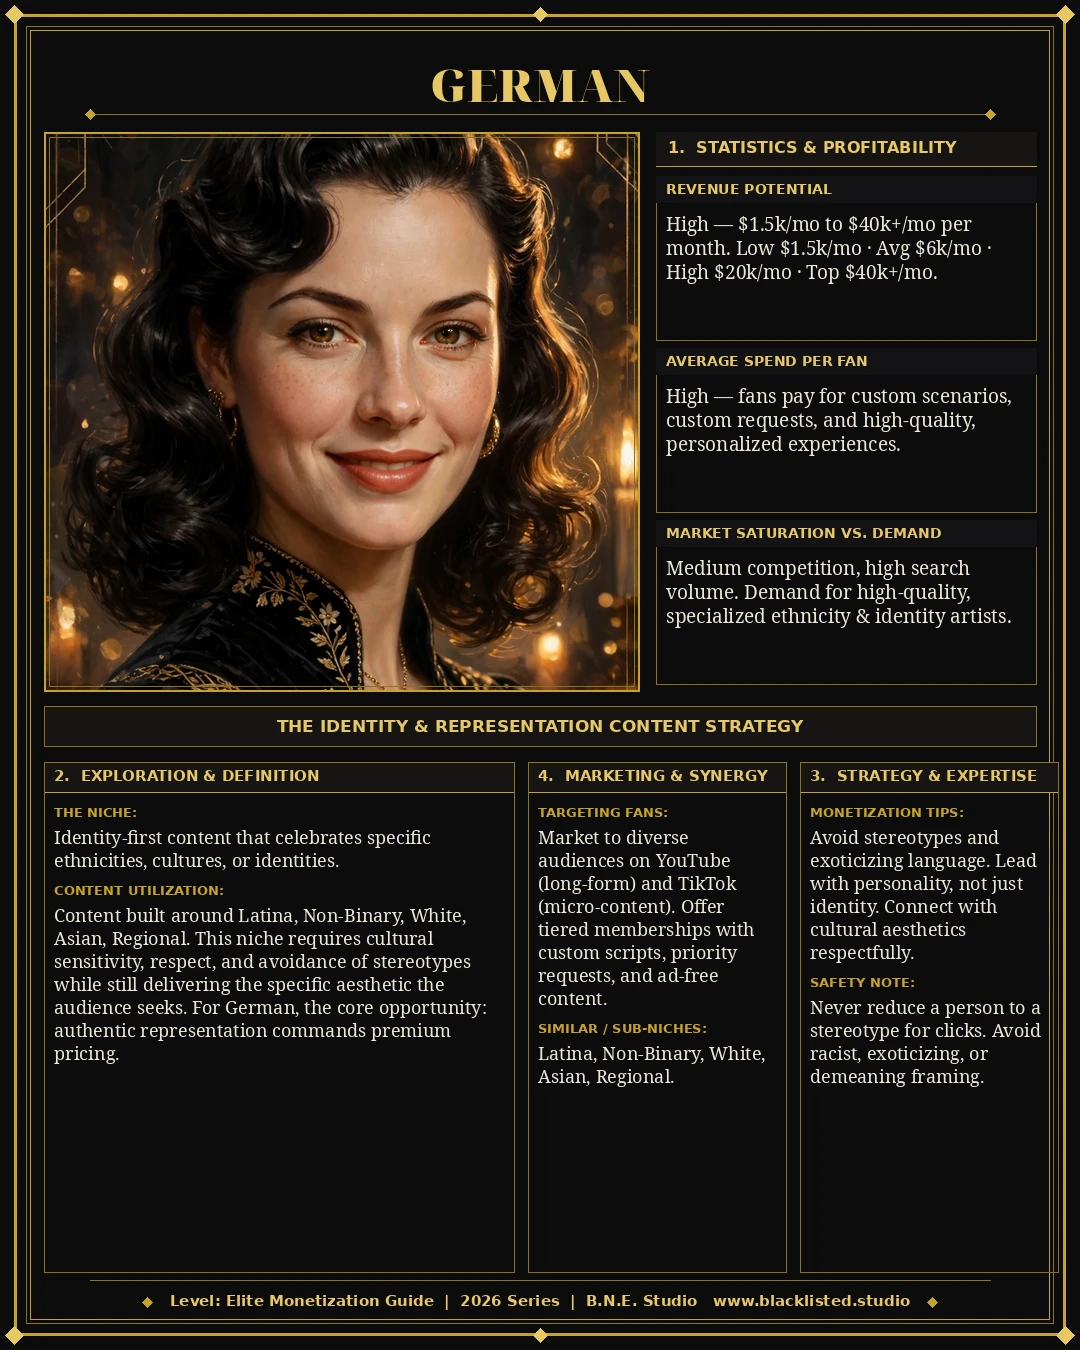 GERMAN
1. STATISTICS & PROFITABILITY
REVENUE POTENTIAL
High — $1.5k/mo to $40k+/mo per
month. Low $1.5k/mo · Avg $6k/mo ·
High $20k/mo · Top $40k+/mo.
AVERAGE SPEND PER FAN
High — fans pay for custom scenarios,
custom requests, and high-quality,
personalized experiences.
MARKET SATURATION VS. DEMAND
Medium competition, high search
volume. Demand for high-quality,
specialized ethnicity & identity artists.
THE IDENTITY & REPRESENTATION CONTENT STRATEGY
2. EXPLORATION & DEFINITION
THE NICHE:
Identity-first content that celebrates specific
ethnicities, cultures, or identities.
CONTENT UTILIZATION:
Content built around Latina, Non-Binary, White,
Asian, Regional. This niche requires cultural
sensitivity, respect, and avoidance of stereotypes
while still delivering the specific aesthetic the
audience seeks. For German, the core opportunity:
authentic representation commands premium
pricing.
4. MARKETING & SYNERGY
TARGETING FANS:
Market to diverse
audiences on YouTube
(long-form) and TikTok
(micro-content). Offer
tiered memberships with
custom scripts, priority
requests, and ad-free
content.
SIMILAR / SUB-NICHES:
Latina, Non-Binary, White,
Asian, Regional.
3. STRATEGY & EXPERTISE
MONETIZATION TIPS:
Avoid stereotypes and
exoticizing language. Lead
with personality, not just
identity. Connect with
cultural aesthetics
respectfully.
SAFETY NOTE:
Never reduce a person to a
stereotype for clicks. Avoid
racist, exoticizing, or
demeaning framing.
Level: Elite Monetization Guide | 2026 Series | B.N.E. Studio www.blacklisted.studio